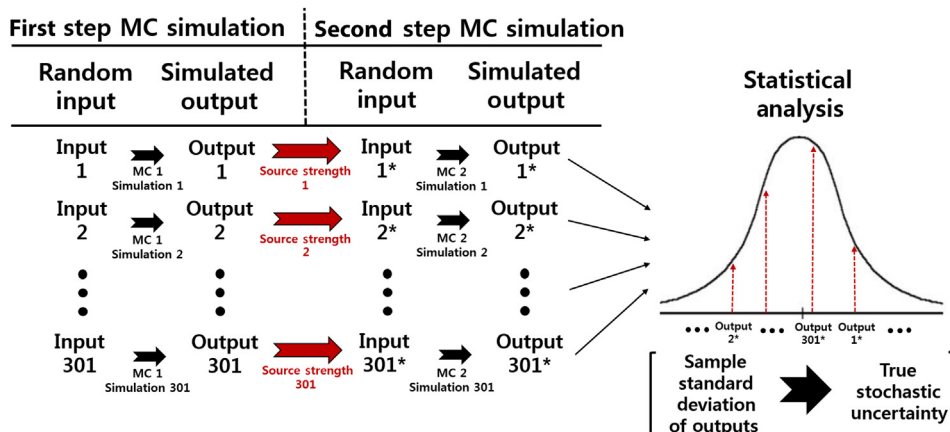 First step MC simulation
Second step MC simulation
Random input
Simulated output
Random input
Simulated output
Input 1
MC 1 Simulation 1
Output 1
Source strength 1
Input 1*
MC 2 Simulation 1
Output 1*
Input 2
MC 1 Simulation 2
Output 2
Source strength 2
Input 2*
MC 2 Simulation 2
Output 2*
Input 301
MC 1 Simulation 301
Output 301
Source strength 301
Input 301*
MC 2 Simulation 301
Output 301*
Statistical analysis
••• Output 2* ••• Output 301* Output 1* •••
Sample standard deviation of outputs
True stochastic uncertainty